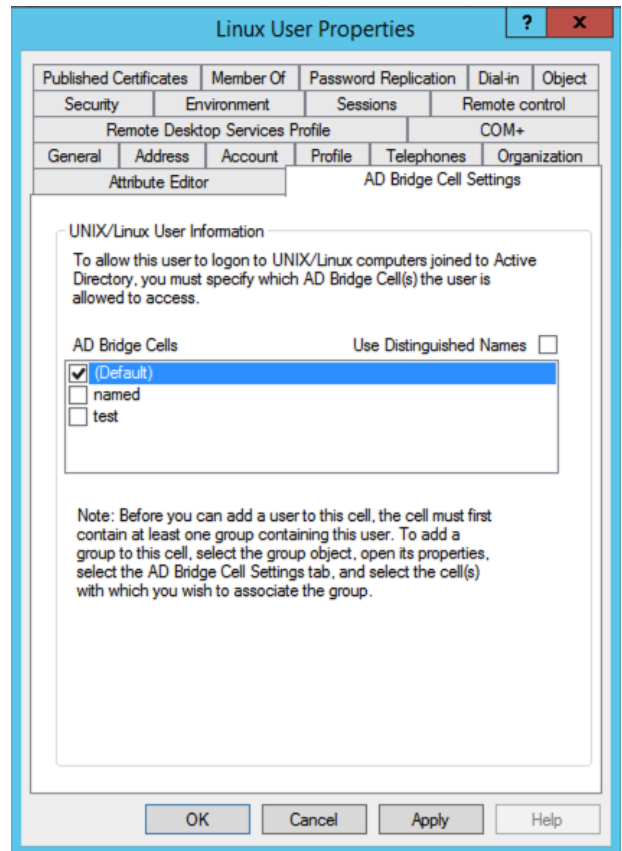 Linux User Properties
? x
Published Certificates Member Of Password Replication Dial-in Object
Security Environment Sessions Remote control
Remote Desktop Services Profile COM+
General Address Account Profile Telephones Organization
Attribute Editor AD Bridge Cell Settings
UNIX/Linux User Information
To allow this user to logon to UNIX/Linux computers joined to Active
Directory, you must specify which AD Bridge Cell(s) the user is
allowed to access.
AD Bridge Cells Use Distinguished Names
(Default)
named
test
Note: Before you can add a user to this cell, the cell must first
contain at least one group containing this user. To add a
group to this cell, select the group object, open its properties,
select the AD Bridge Cell Settings tab, and select the cell(s)
with which you wish to associate the group.
OK Cancel Apply Help